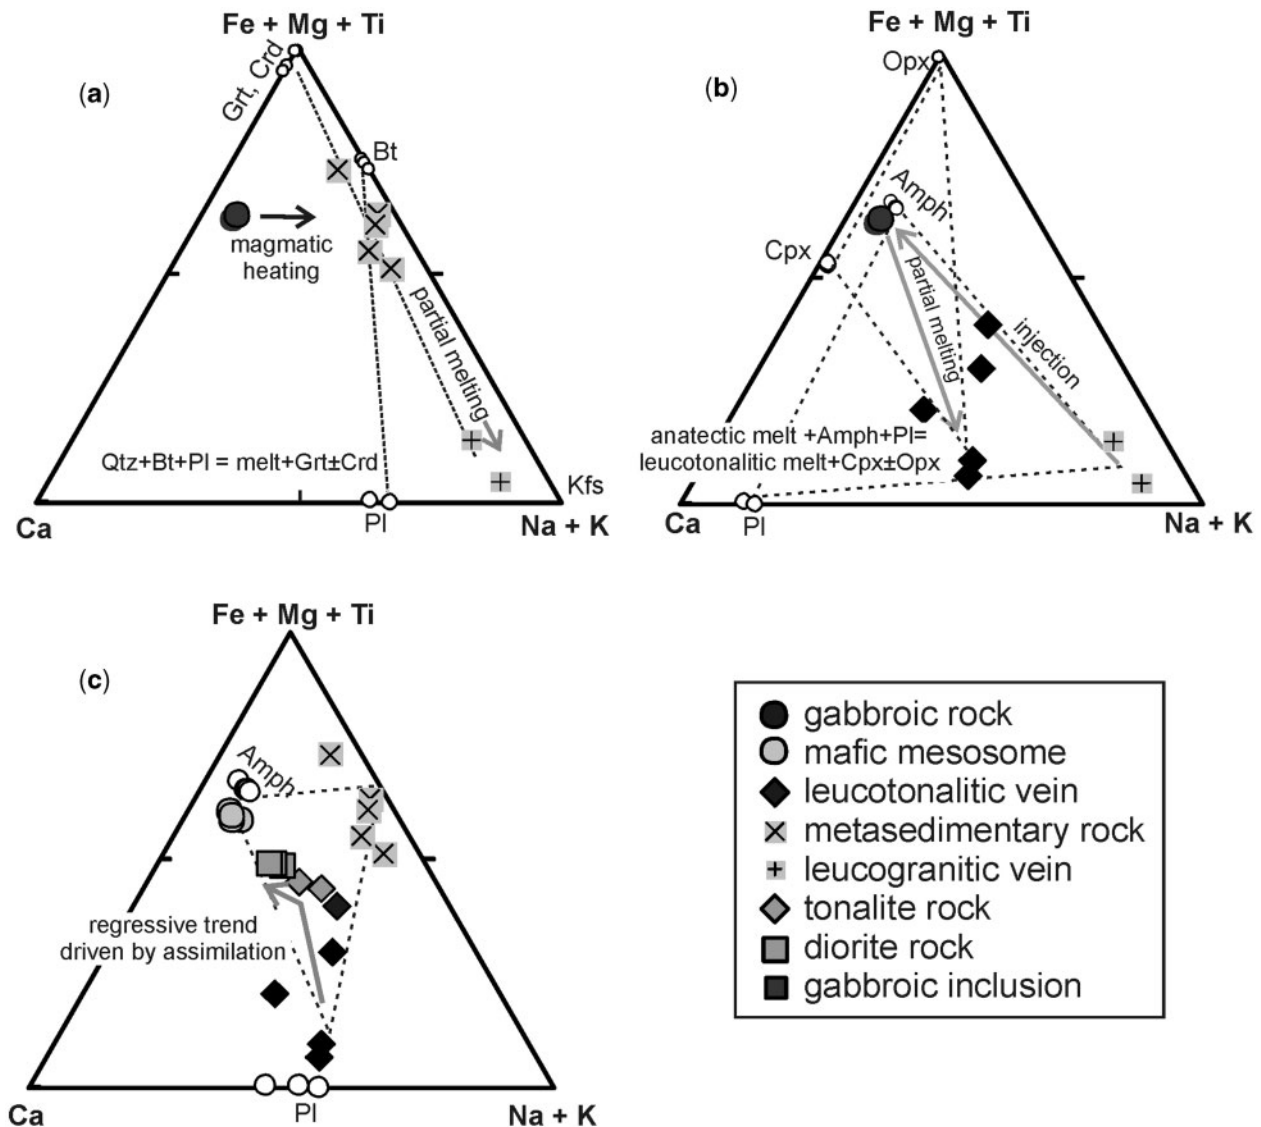 Fe + Mg + Ti
(a)
Grt, Crd
Bt
magmatic
heating
partial melting
Qtz+Bt+Pl = melt+Grt±Crd
Kfs
Ca
Pl
Na + K
Fe + Mg + Ti
(b)
Opx
Amph
Cpx
partial melting
injection
anatectic melt +Amph+Pl=
leucotonalitic melt+Cpx±Opx
Ca
Pl
Na + K
Fe + Mg + Ti
(c)
Amph
regressive trend
driven by assimilation
Ca
Pl
Na + K
gabbroic rock
mafic mesosome
leucotonalitic vein
metasedimentary rock
leucogranitic vein
tonalite rock
diorite rock
gabbroic inclusion